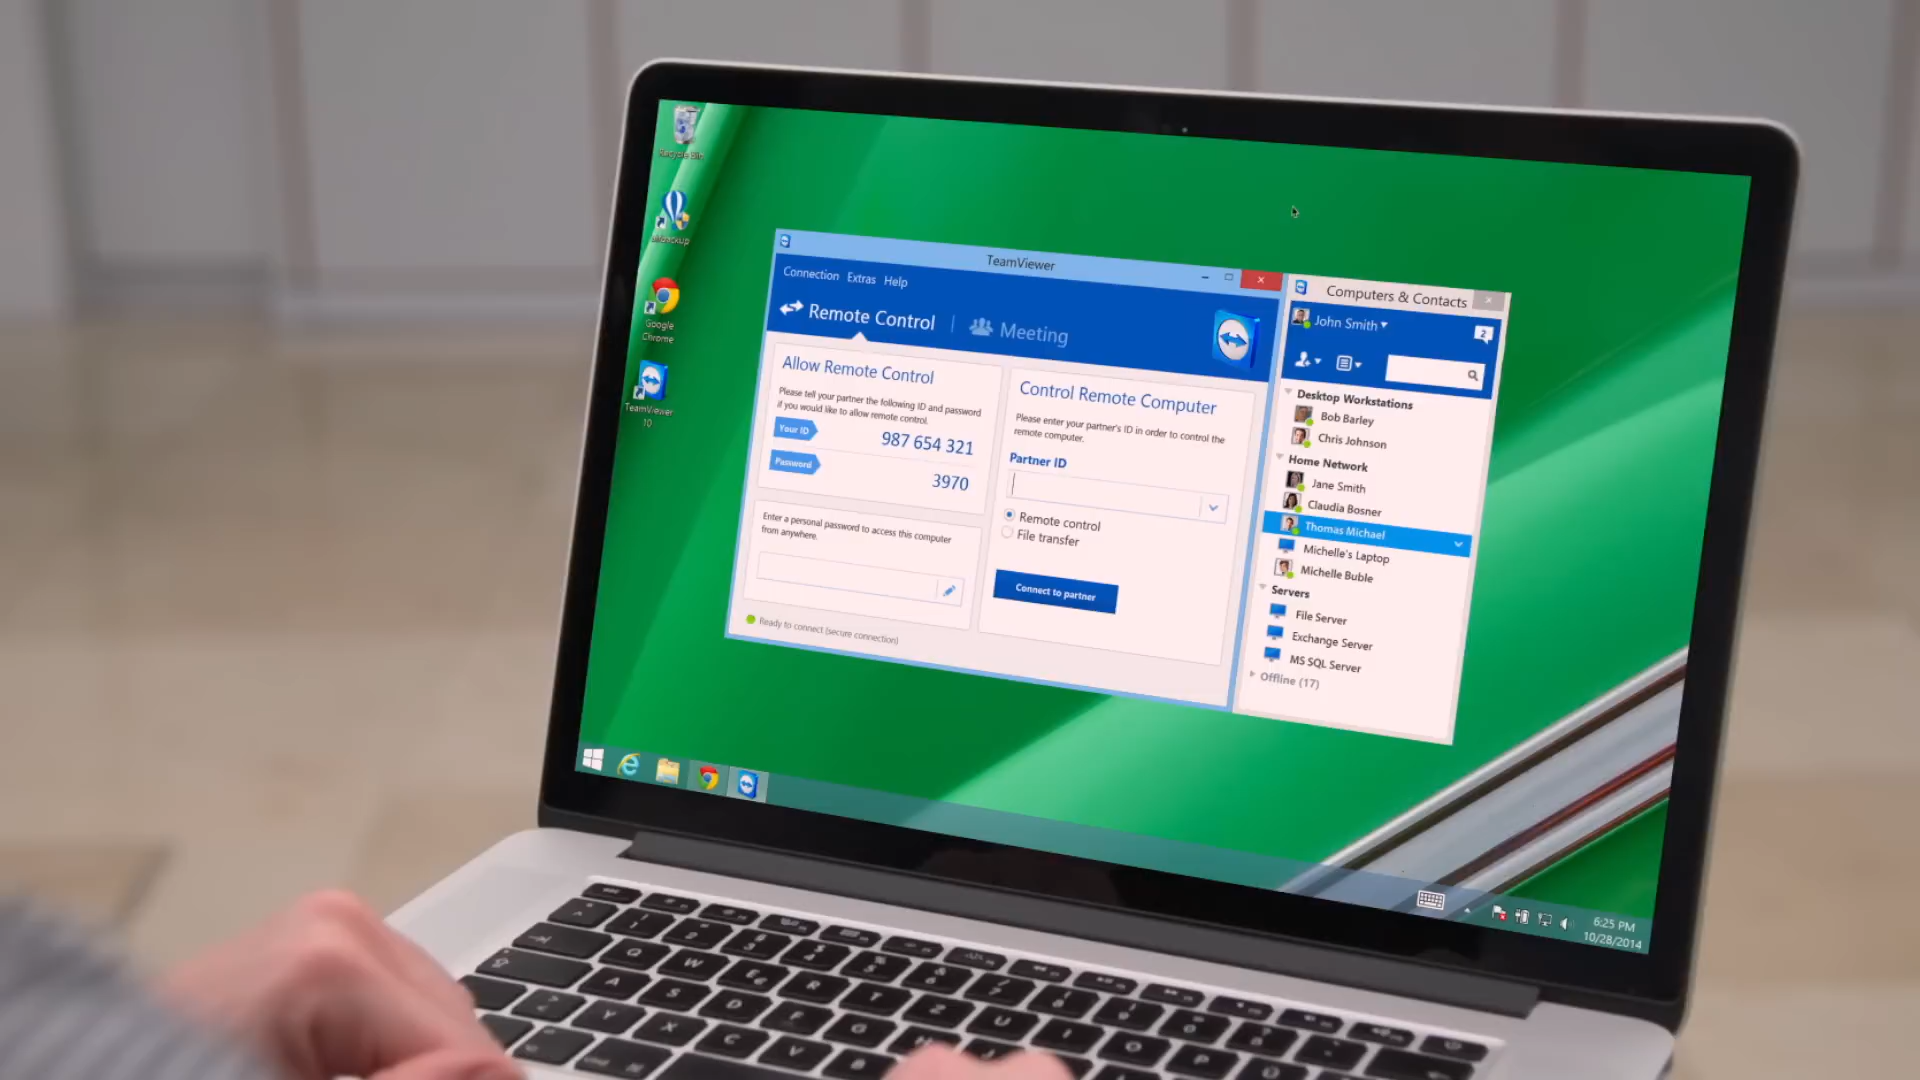 Recycle Bin
Google
Chrome
TeamViewer
10
TeamViewer
Connection Extras Help
Remote Control
Meeting
Allow Remote Control
Please tell your partner the following ID and password
if you would like to allow remote control.
Your ID
987 654 321
Password
3970
Enter a personal password to access this computer
from anywhere.
Ready to connect (secure connection)
Control Remote Computer
Please enter your partner's ID in order to control the
remote computer.
Partner ID
Remote control
File transfer
Connect to partner
Computers & Contacts
John Smith
2
Desktop Workstations
Bob Barley
Chris Johnson
Home Network
Jane Smith
Claudia Bosner
Thomas Michael
Michelle's Laptop
Michelle Buble
Servers
File Server
Exchange Server
MS SQL Server
Offline (17)
6:25 PM
10/28/2014
Q W E R T Z U I O P
A S D F G
Y X C V B